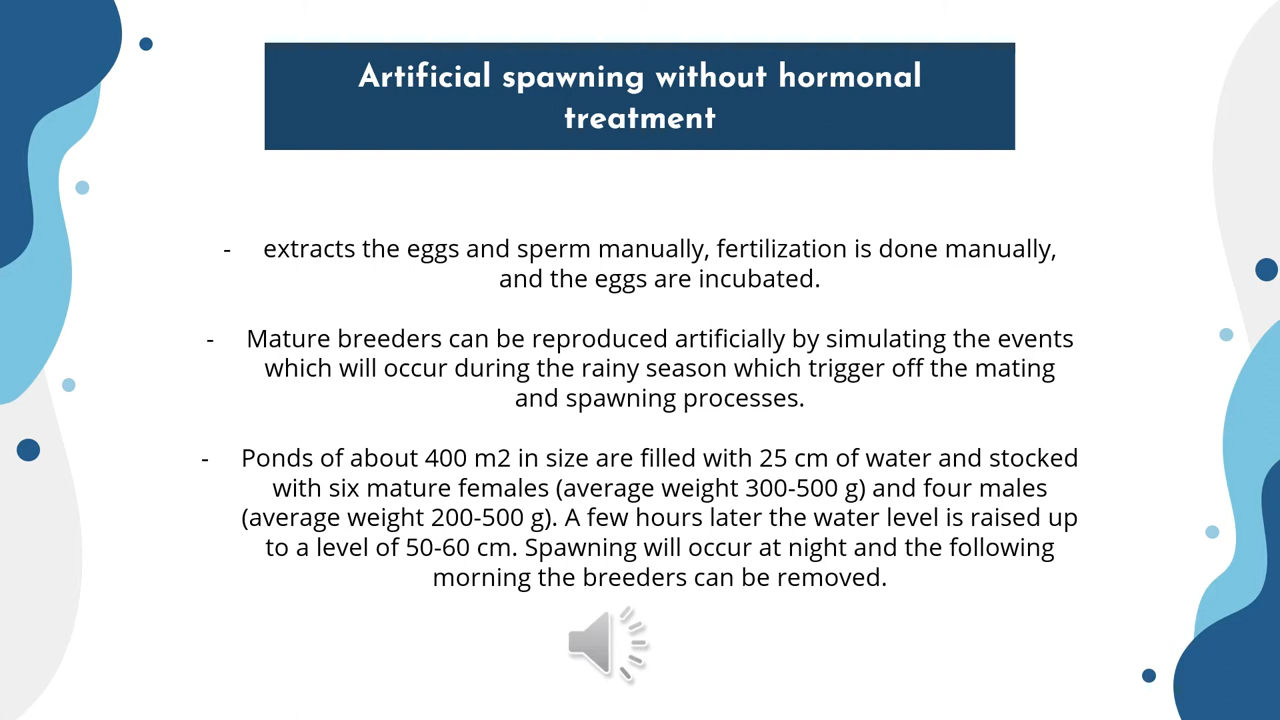 Artificial spawning without hormonal
treatment
- extracts the eggs and sperm manually, fertilization is done manually,
and the eggs are incubated.
- Mature breeders can be reproduced artificially by simulating the events
which will occur during the rainy season which trigger off the mating
and spawning processes.
- Ponds of about 400 m2 in size are filled with 25 cm of water and stocked
with six mature females (average weight 300-500 g) and four males
(average weight 200-500 g). A few hours later the water level is raised up
to a level of 50-60 cm. Spawning will occur at night and the following
morning the breeders can be removed.